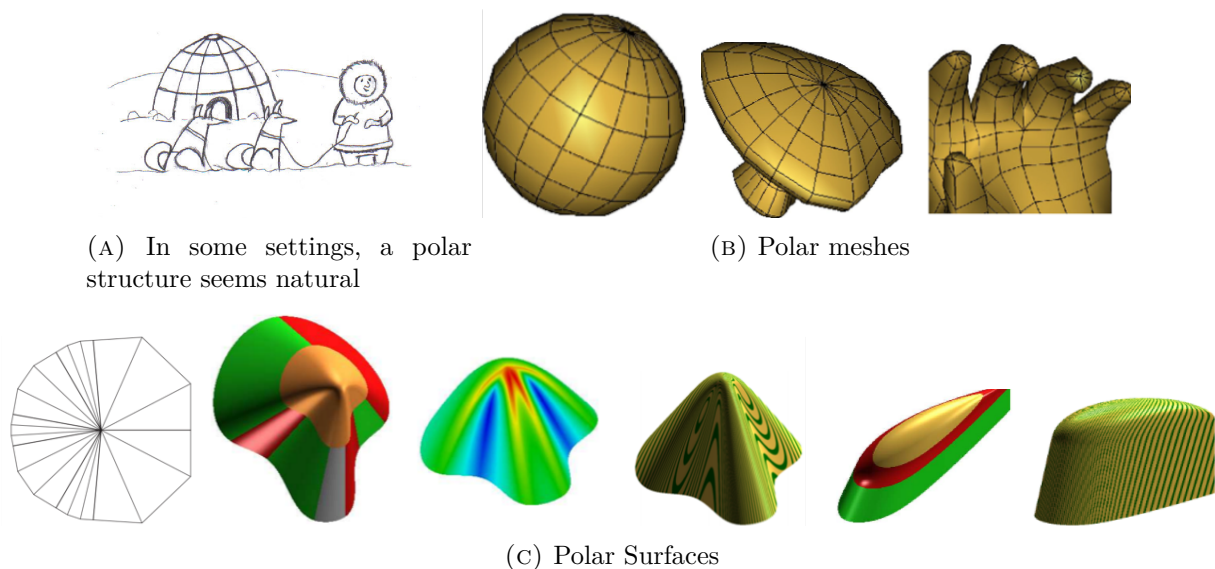 (A) In some settings, a polar
structure seems natural
(B) Polar meshes
(C) Polar Surfaces